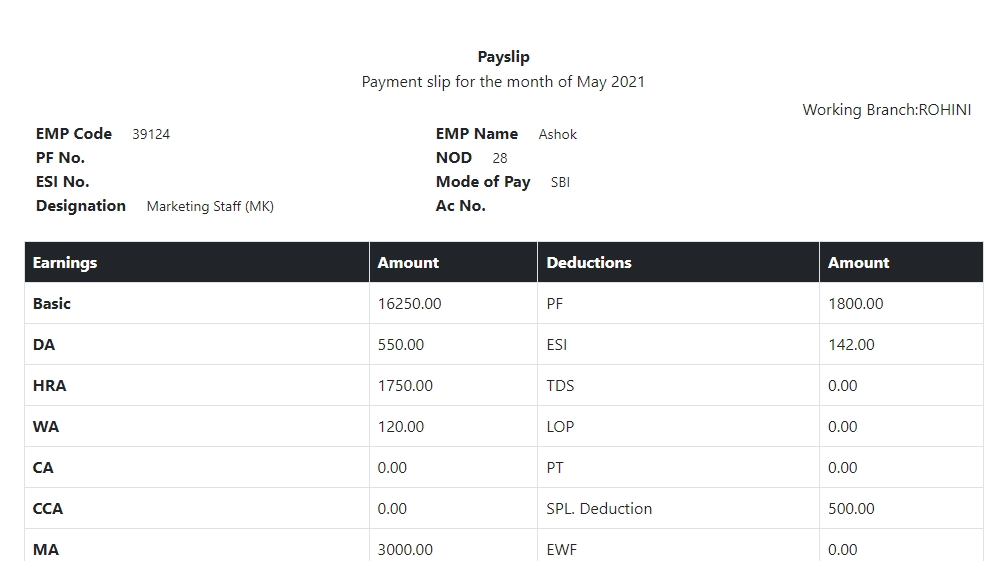 Payslip
Payment slip for the month of May 2021
Working Branch:ROHINI
EMP Code 39124 EMP Name Ashok
PF No. NOD 28
ESI No. Mode of Pay SBI
Designation Marketing Staff (MK) Ac No.
Earnings Amount Deductions Amount
Basic 16250.00 PF 1800.00
DA 550.00 ESI 142.00
HRA 1750.00 TDS 0.00
WA 120.00 LOP 0.00
CA 0.00 PT 0.00
CCA 0.00 SPL. Deduction 500.00
MA 3000.00 EWF 0.00